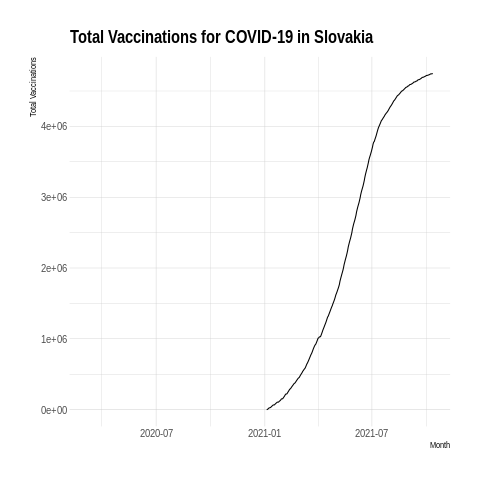 Total Vaccinations for COVID-19 in Slovakia
Total Vaccinations
4e+06
3e+06
2e+06
1e+06
0e+00
2020-07
2021-01
2021-07
Month